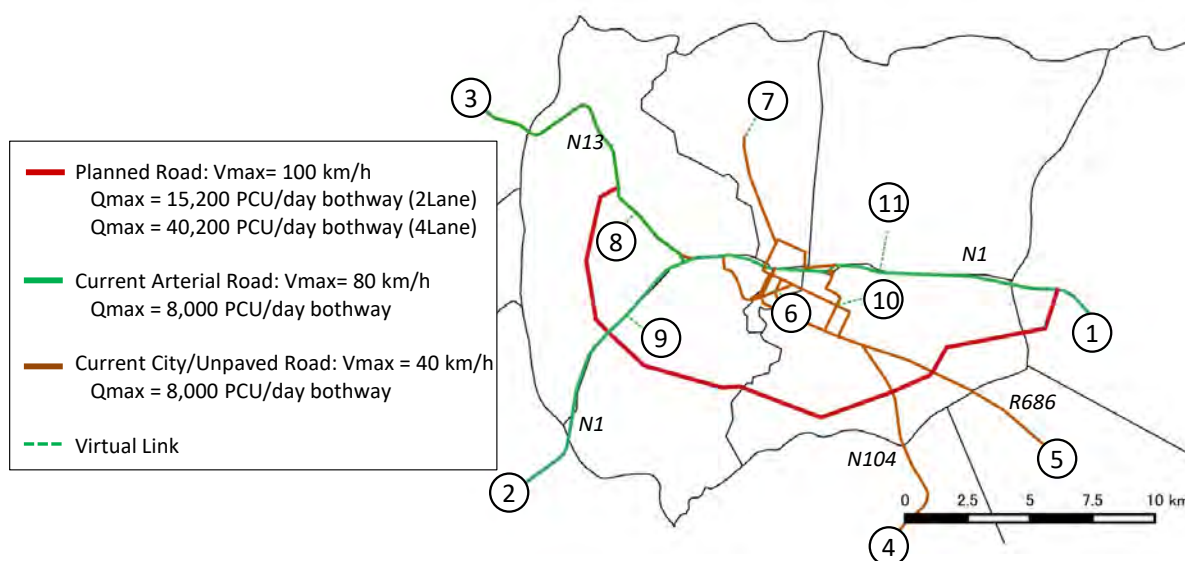 Planned Road: Vmax= 100 km/h
Qmax = 15,200 PCU/day bothway (2Lane)
Qmax = 40,200 PCU/day bothway (4Lane)
Current Arterial Road: Vmax= 80 km/h
Qmax = 8,000 PCU/day bothway
Current City/Unpaved Road: Vmax = 40 km/h
Qmax = 8,000 PCU/day bothway
Virtual Link
3
7
N13
11
8
N1
10
6
9
1
R686
N1
5
N104
2
4
0 2.5 5 7.5 10 km